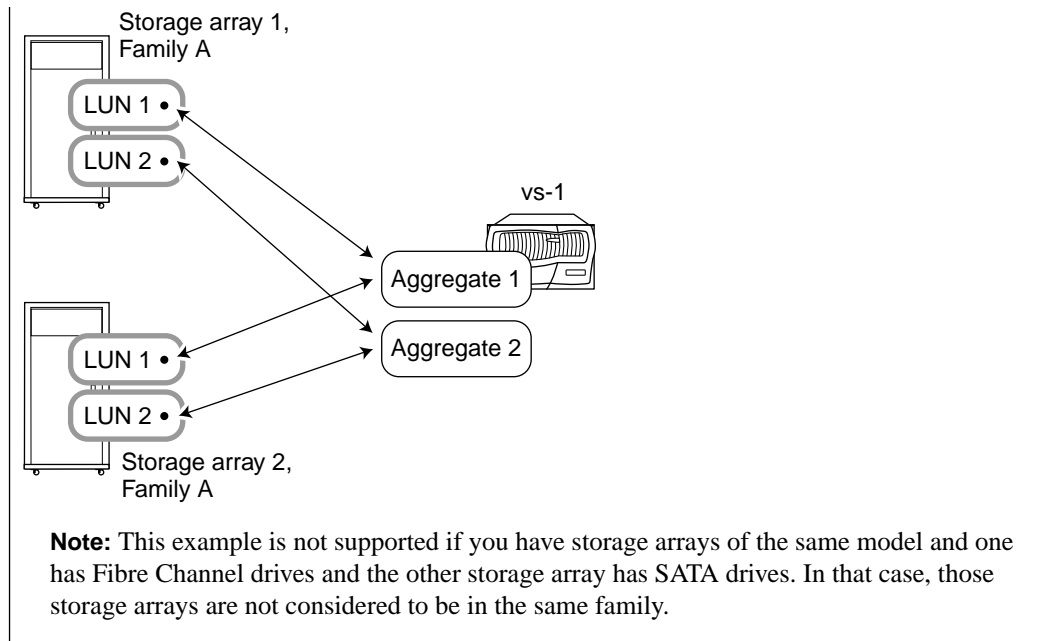 Storage array 1,
Family A
LUN 1
LUN 2
vs-1
Aggregate 1
Aggregate 2
LUN 1
LUN 2
Storage array 2,
Family A
Note: This example is not supported if you have storage arrays of the same model and one
has Fibre Channel drives and the other storage array has SATA drives. In that case, those
storage arrays are not considered to be in the same family.